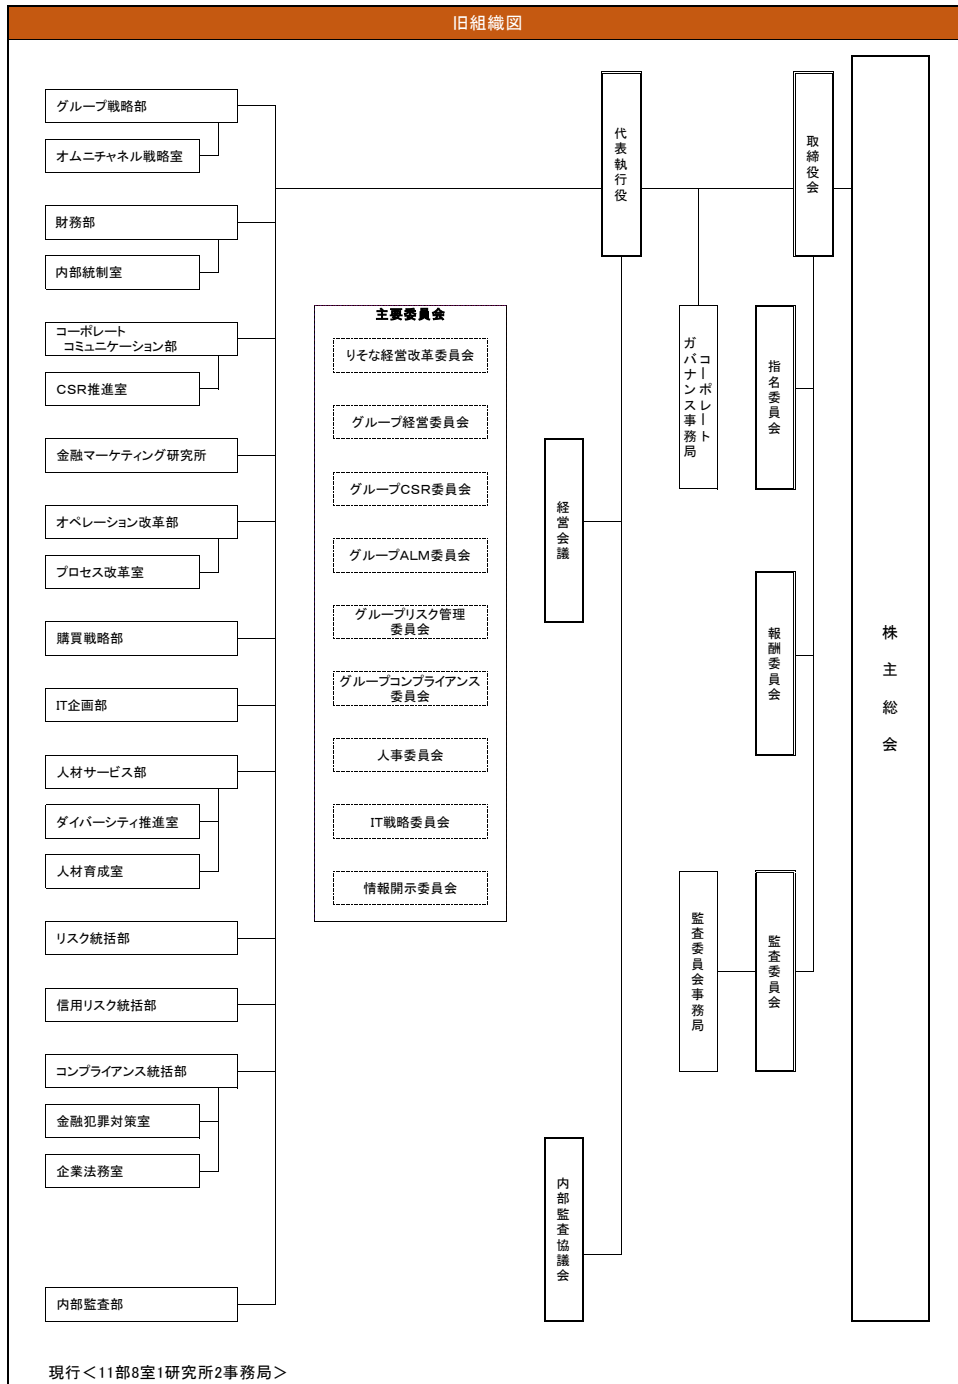 旧組織図
グループ戦略部
オムニチャネル戦略室
財務部
内部統制室
コーポレート
コミュニケーション部
CSR推進室
金融マーケティング研究所
オペレーション改革部
プロセス改革室
購買戦略部
IT企画部
人材サービス部
ダイバーシティ推進室
人材育成室
リスク統括部
信用リスク統括部
コンプライアンス統括部
金融犯罪対策室
企業法務室
内部監査部
主要委員会
りそな経営改革委員会
グループ経営委員会
グループCSR委員会
グループALM委員会
グループリスク管理
委員会
グループコンプライアンス
委員会
人事委員会
IT戦略委員会
情報開示委員会
代表執行役
経営会議
内部監査協議会
コーポレート
ガバナンス事務局
監査委員会事務局
取締役会
指名委員会
報酬委員会
監査委員会
株主総会
現行＜11部8室1研究所2事務局＞